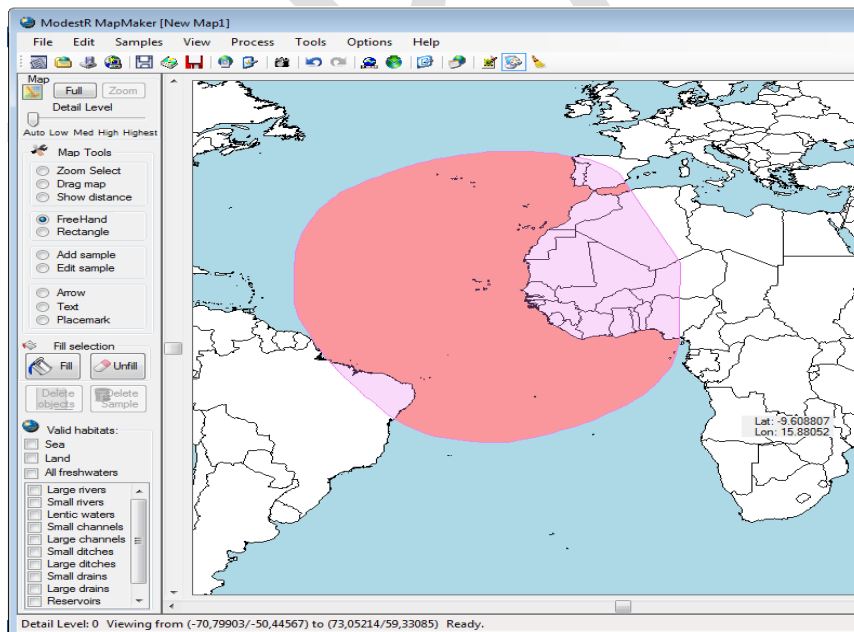 ModestR MapMaker [New Map1]
File Edit Samples View Process Tools Options Help
Map
Full Zoom
Detail Level
Auto Low Med High Highest
Map Tools
Zoom Select
Drag map
Show distance
FreeHand
Rectangle
Add sample
Edit sample
Arrow
Text
Placemark
Fill selection
Fill Unfill
Delete objects Delete Sample
Valid habitats:
Sea
Land
All freshwaters
Large rivers
Small rivers
Lentic waters
Small channels
Large channels
Small ditches
Large ditches
Small drains
Large drains
Reservoirs
Lat: -9.608807
Lon: 15.88052
Detail Level: 0 Viewing from (-70,79903/-50,44567) to (73,05214/59,33085) Ready.